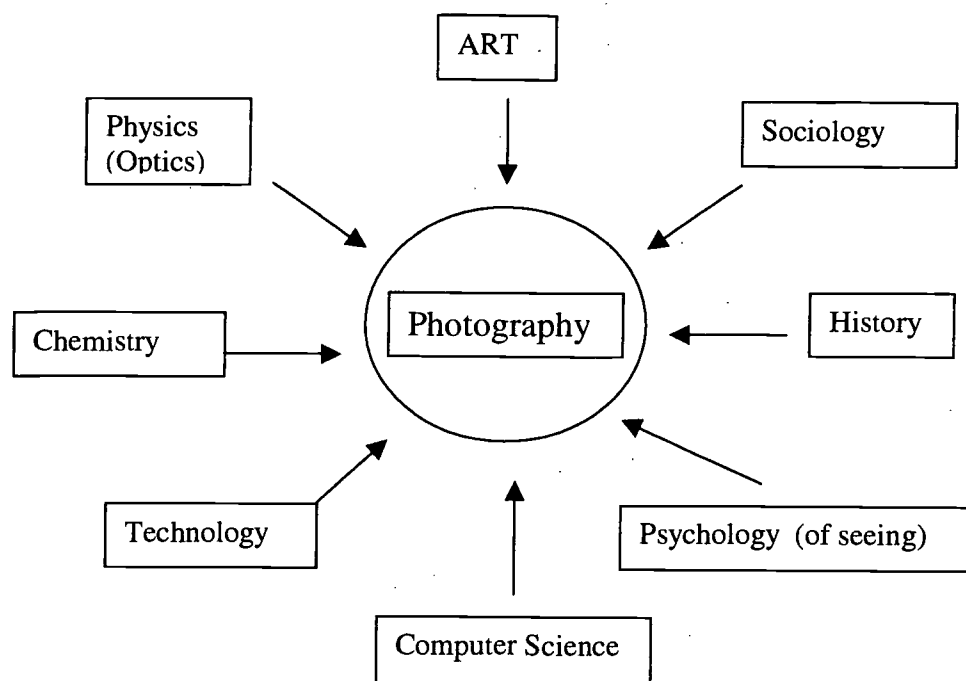 ART
Physics
(Optics)
Sociology
Photography
History
Chemistry
Technology
Psychology (of seeing)
Computer Science